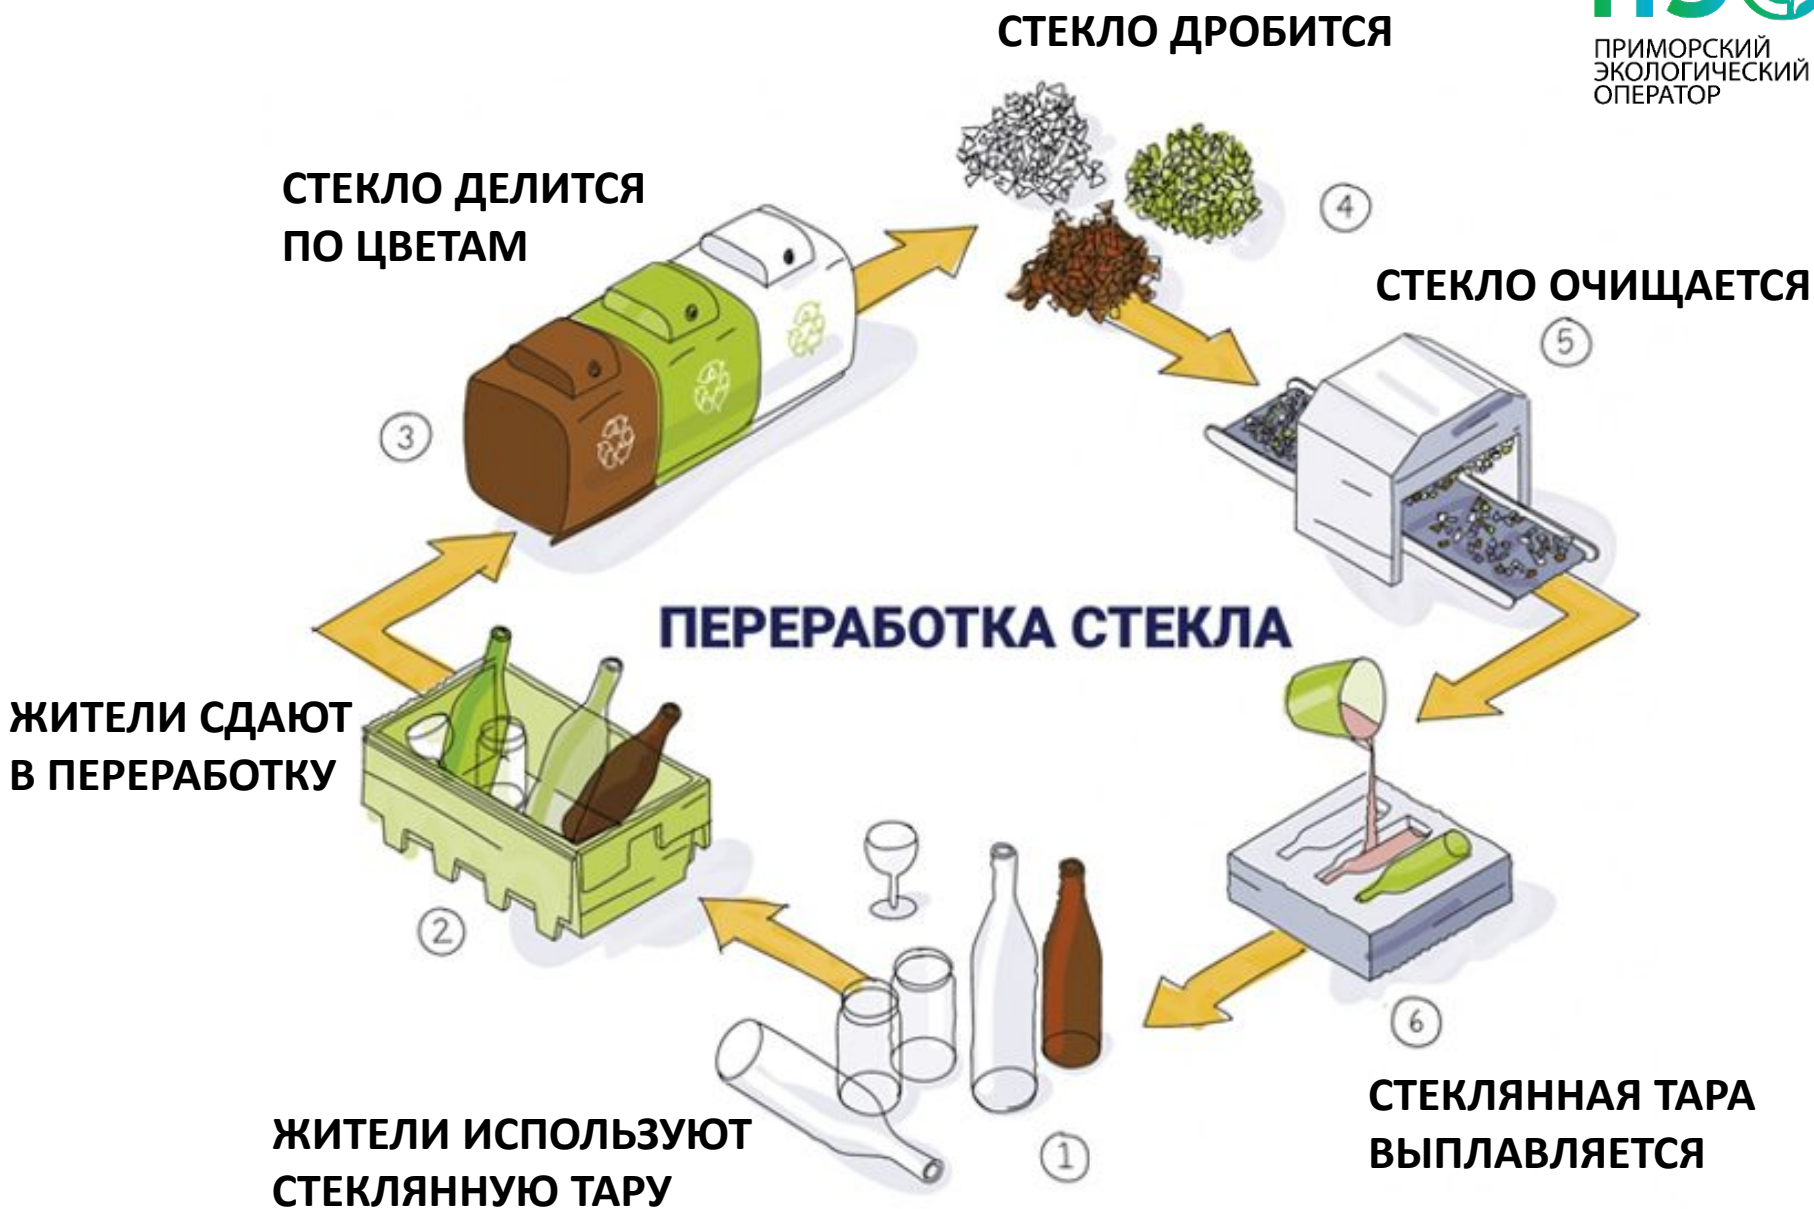 СТЕКЛО ДРОБИТСЯ
ПРИМОРСКИЙ
ЭКОЛОГИЧЕСКИЙ
ОПЕРАТОР
СТЕКЛО ДЕЛИТСЯ
ПО ЦВЕТАМ
4
СТЕКЛО ОЧИЩАЕТСЯ
5
3
ПЕРЕРАБОТКА СТЕКЛА
ЖИТЕЛИ СДАЮТ
В ПЕРЕРАБОТКУ
2
6
СТЕКЛЯННАЯ ТАРА
ВЫПЛАВЛЯЕТСЯ
ЖИТЕЛИ ИСПОЛЬЗУЮТ
СТЕКЛЯННУЮ ТАРУ
1